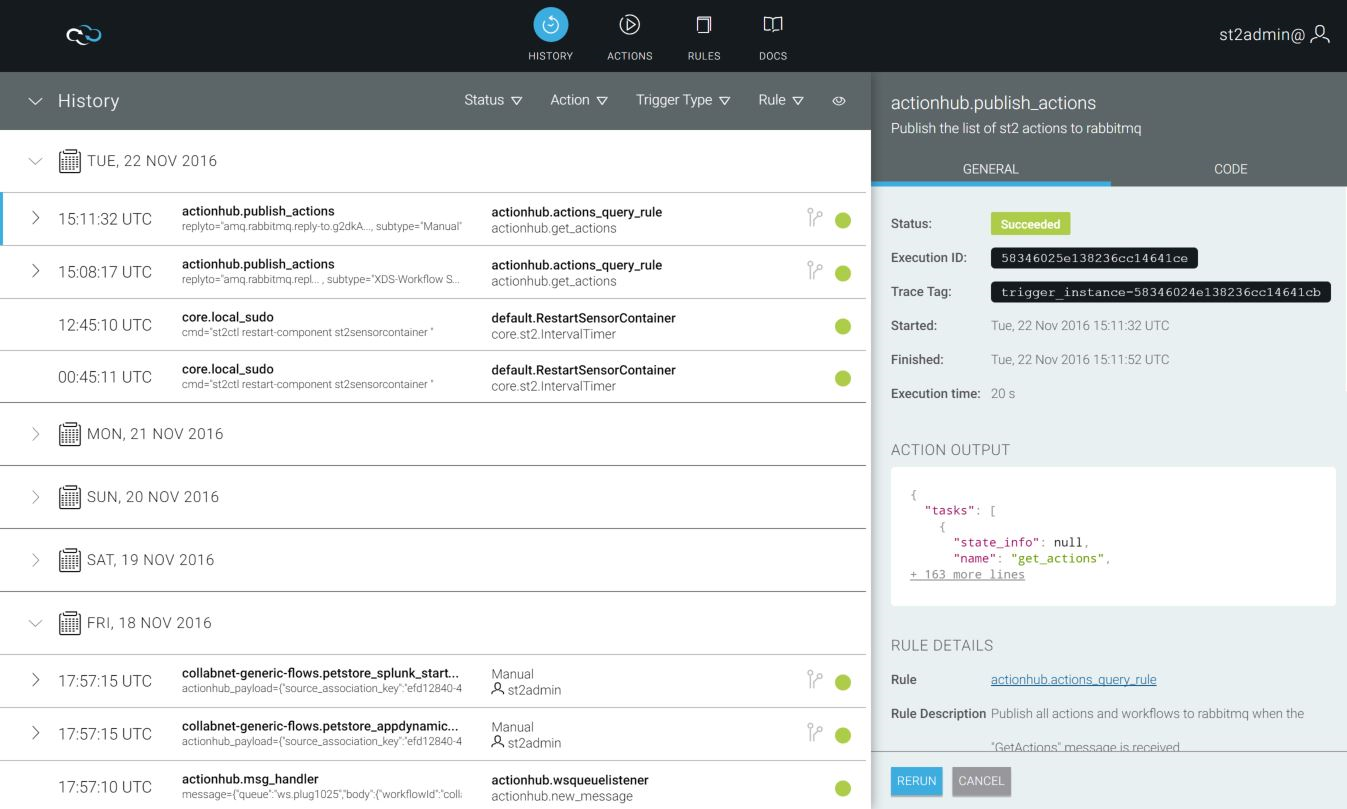 HISTORY
ACTIONS
RULES
DOCS
st2admin@
History
Status
Action
Trigger Type
Rule
TUE, 22 NOV 2016
15:11:32 UTC
actionhub.publish_actions
replyto="amq.rabbitmq.reply-to.g2dkA..., subtype="Manual"
actionhub.actions_query_rule
actionhub.get_actions
15:08:17 UTC
actionhub.publish_actions
replyto="amq.rabbitmq.repl... , subtype="XDS-Workflow S...
actionhub.actions_query_rule
actionhub.get_actions
12:45:10 UTC
core.local_sudo
cmd="st2ctl restart-component st2sensorcontainer "
default.RestartSensorContainer
core.st2.IntervalTimer
00:45:11 UTC
core.local_sudo
cmd="st2ctl restart-component st2sensorcontainer "
default.RestartSensorContainer
core.st2.IntervalTimer
MON, 21 NOV 2016
SUN, 20 NOV 2016
SAT, 19 NOV 2016
FRI, 18 NOV 2016
17:57:15 UTC
collabnet-generic-flows.petstore_splunk_start...
actionhub_payload={"source_association_key":"efd12840-4
Manual
st2admin
17:57:15 UTC
collabnet-generic-flows.petstore_appdynamic...
actionhub_payload={"source_association_key":"efd12840-4
Manual
st2admin
17:57:10 UTC
actionhub.msg_handler
message={"queue":"ws.plug1025","body":{"workflowId":"coll
actionhub.wsqueuelistener
actionhub.new_message
actionhub.publish_actions
Publish the list of st2 actions to rabbitmq
GENERAL
CODE
Status: Succeeded
Execution ID: 58346025e138236cc14641ce
Trace Tag: trigger_instance-58346024e138236cc14641cb
Started: Tue, 22 Nov 2016 15:11:32 UTC
Finished: Tue, 22 Nov 2016 15:11:52 UTC
Execution time: 20 s
ACTION OUTPUT
{
"tasks": [
{
"state_info": null,
"name": "get_actions",
+ 163 more lines
RULE DETAILS
Rule actionhub.actions_query_rule
Rule Description Publish all actions and workflows to rabbitmq when the
"GetActions" message is received
RERUN
CANCEL